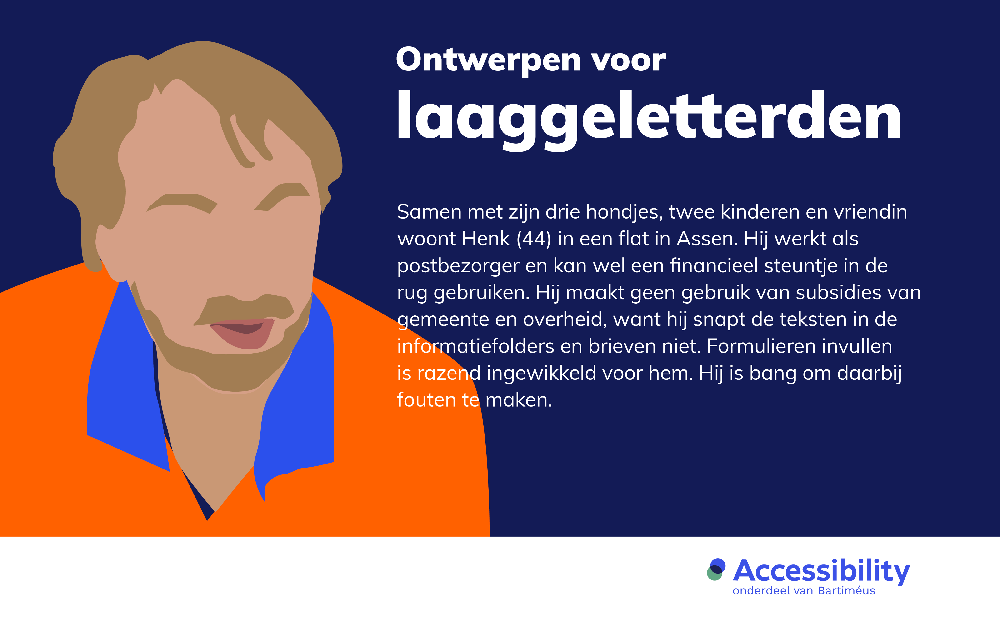 Ontwerpen voor
laaggeletterden
Samen met zijn drie hondjes, twee kinderen en vriendin
woont Henk (44) in een flat in Assen. Hij werkt als
postbezorger en kan wel een financieel steuntje in de
rug gebruiken. Hij maakt geen gebruik van subsidies van
gemeente en overheid, want hij snapt de teksten in de
informatiefolders en brieven niet. Formulieren invullen
is razend ingewikkeld voor hem. Hij is bang om daarbij
fouten te maken.
Accessibility
onderdeel van Bartiméus